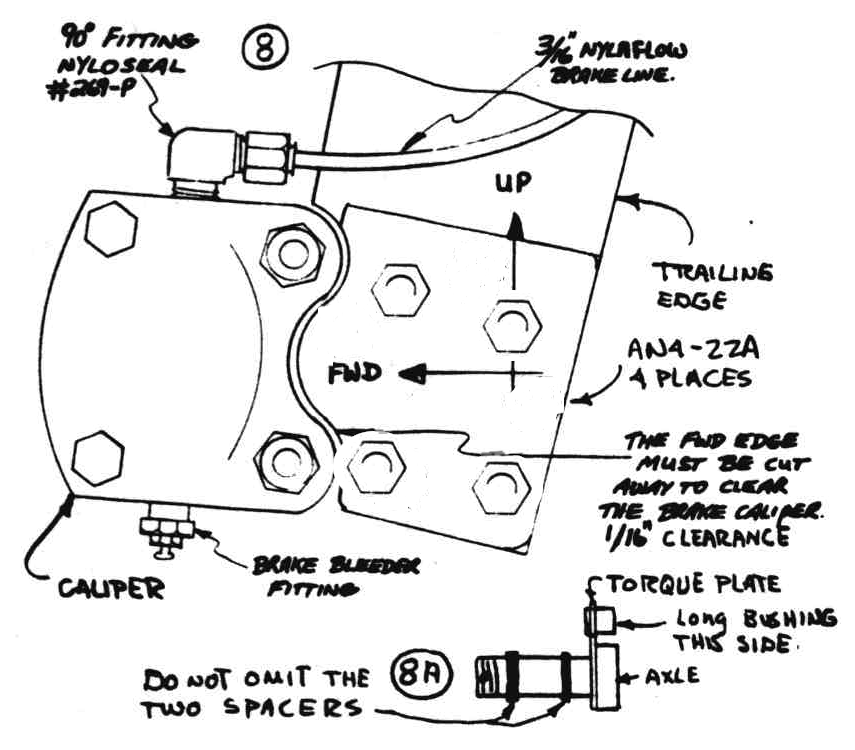 90° FITTING
NYLOSEAL
#269-P
8
3/16" NYLAFLOW
BRAKE LINE.
UP
TRAILING
EDGE
FWD
AN4-22A
4 PLACES
THE FWD EDGE
MUST BE CUT
AWAY TO CLEAR
THE BRAKE CALIPER.
1/16" CLEARANCE
CALIPER
BRAKE BLEEDER
FITTING
TORQUE PLATE
LONG BUSHING
THIS SIDE.
AXLE
8A
DO NOT OMIT THE
TWO SPACERS